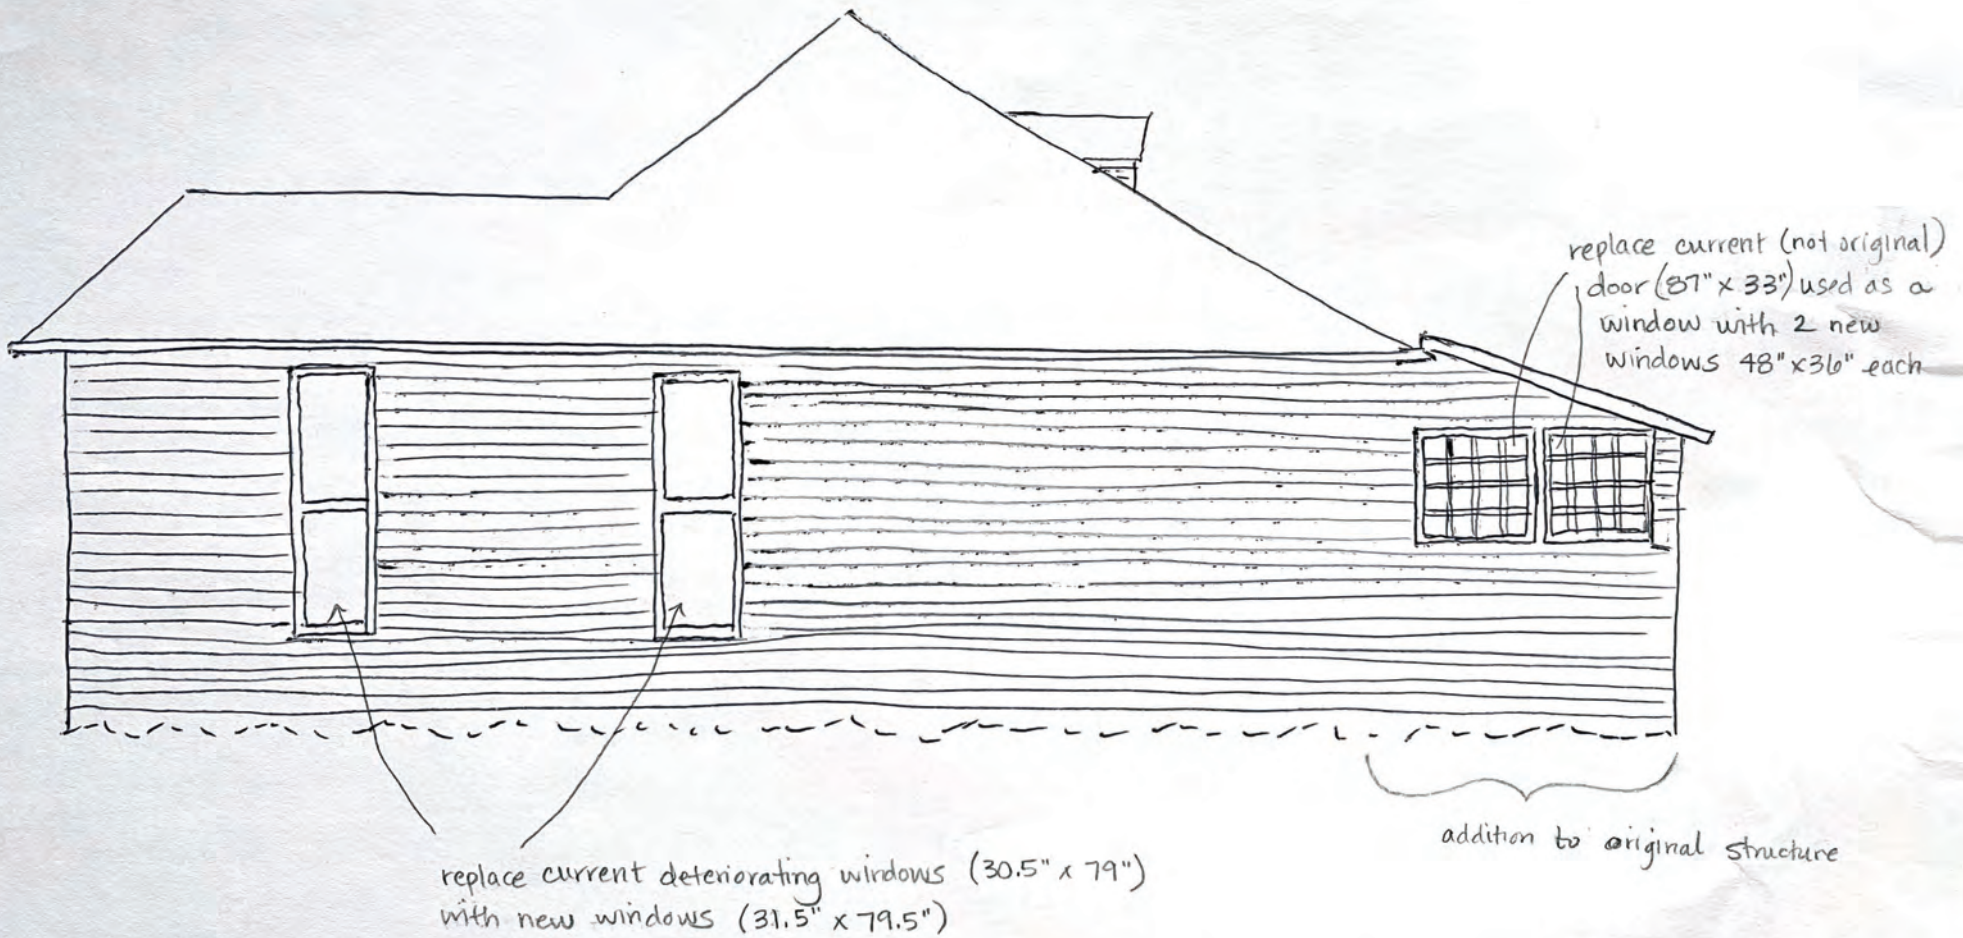 replace current (not original)
door (87" x 33") used as a
window with 2 new
windows 48" x 36" each
addition to original structure
replace current deteriorating windows (30.5" x 79")
with new windows (31.5" x 79.5")